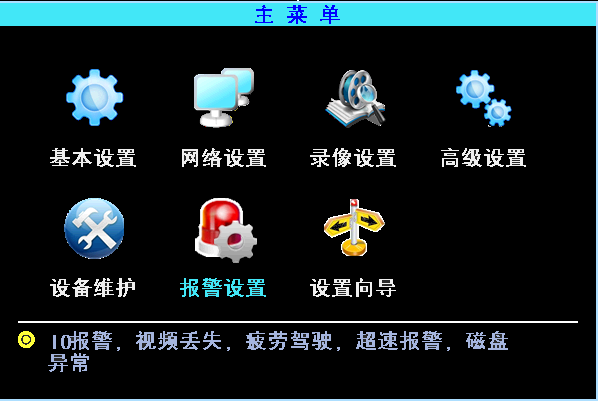 主 菜 单
基本设置 网络设置 录像设置 高级设置
设备维护 报警设置 设置向导
IO报警，视频丢失，疲劳驾驶，超速报警，磁盘
异常